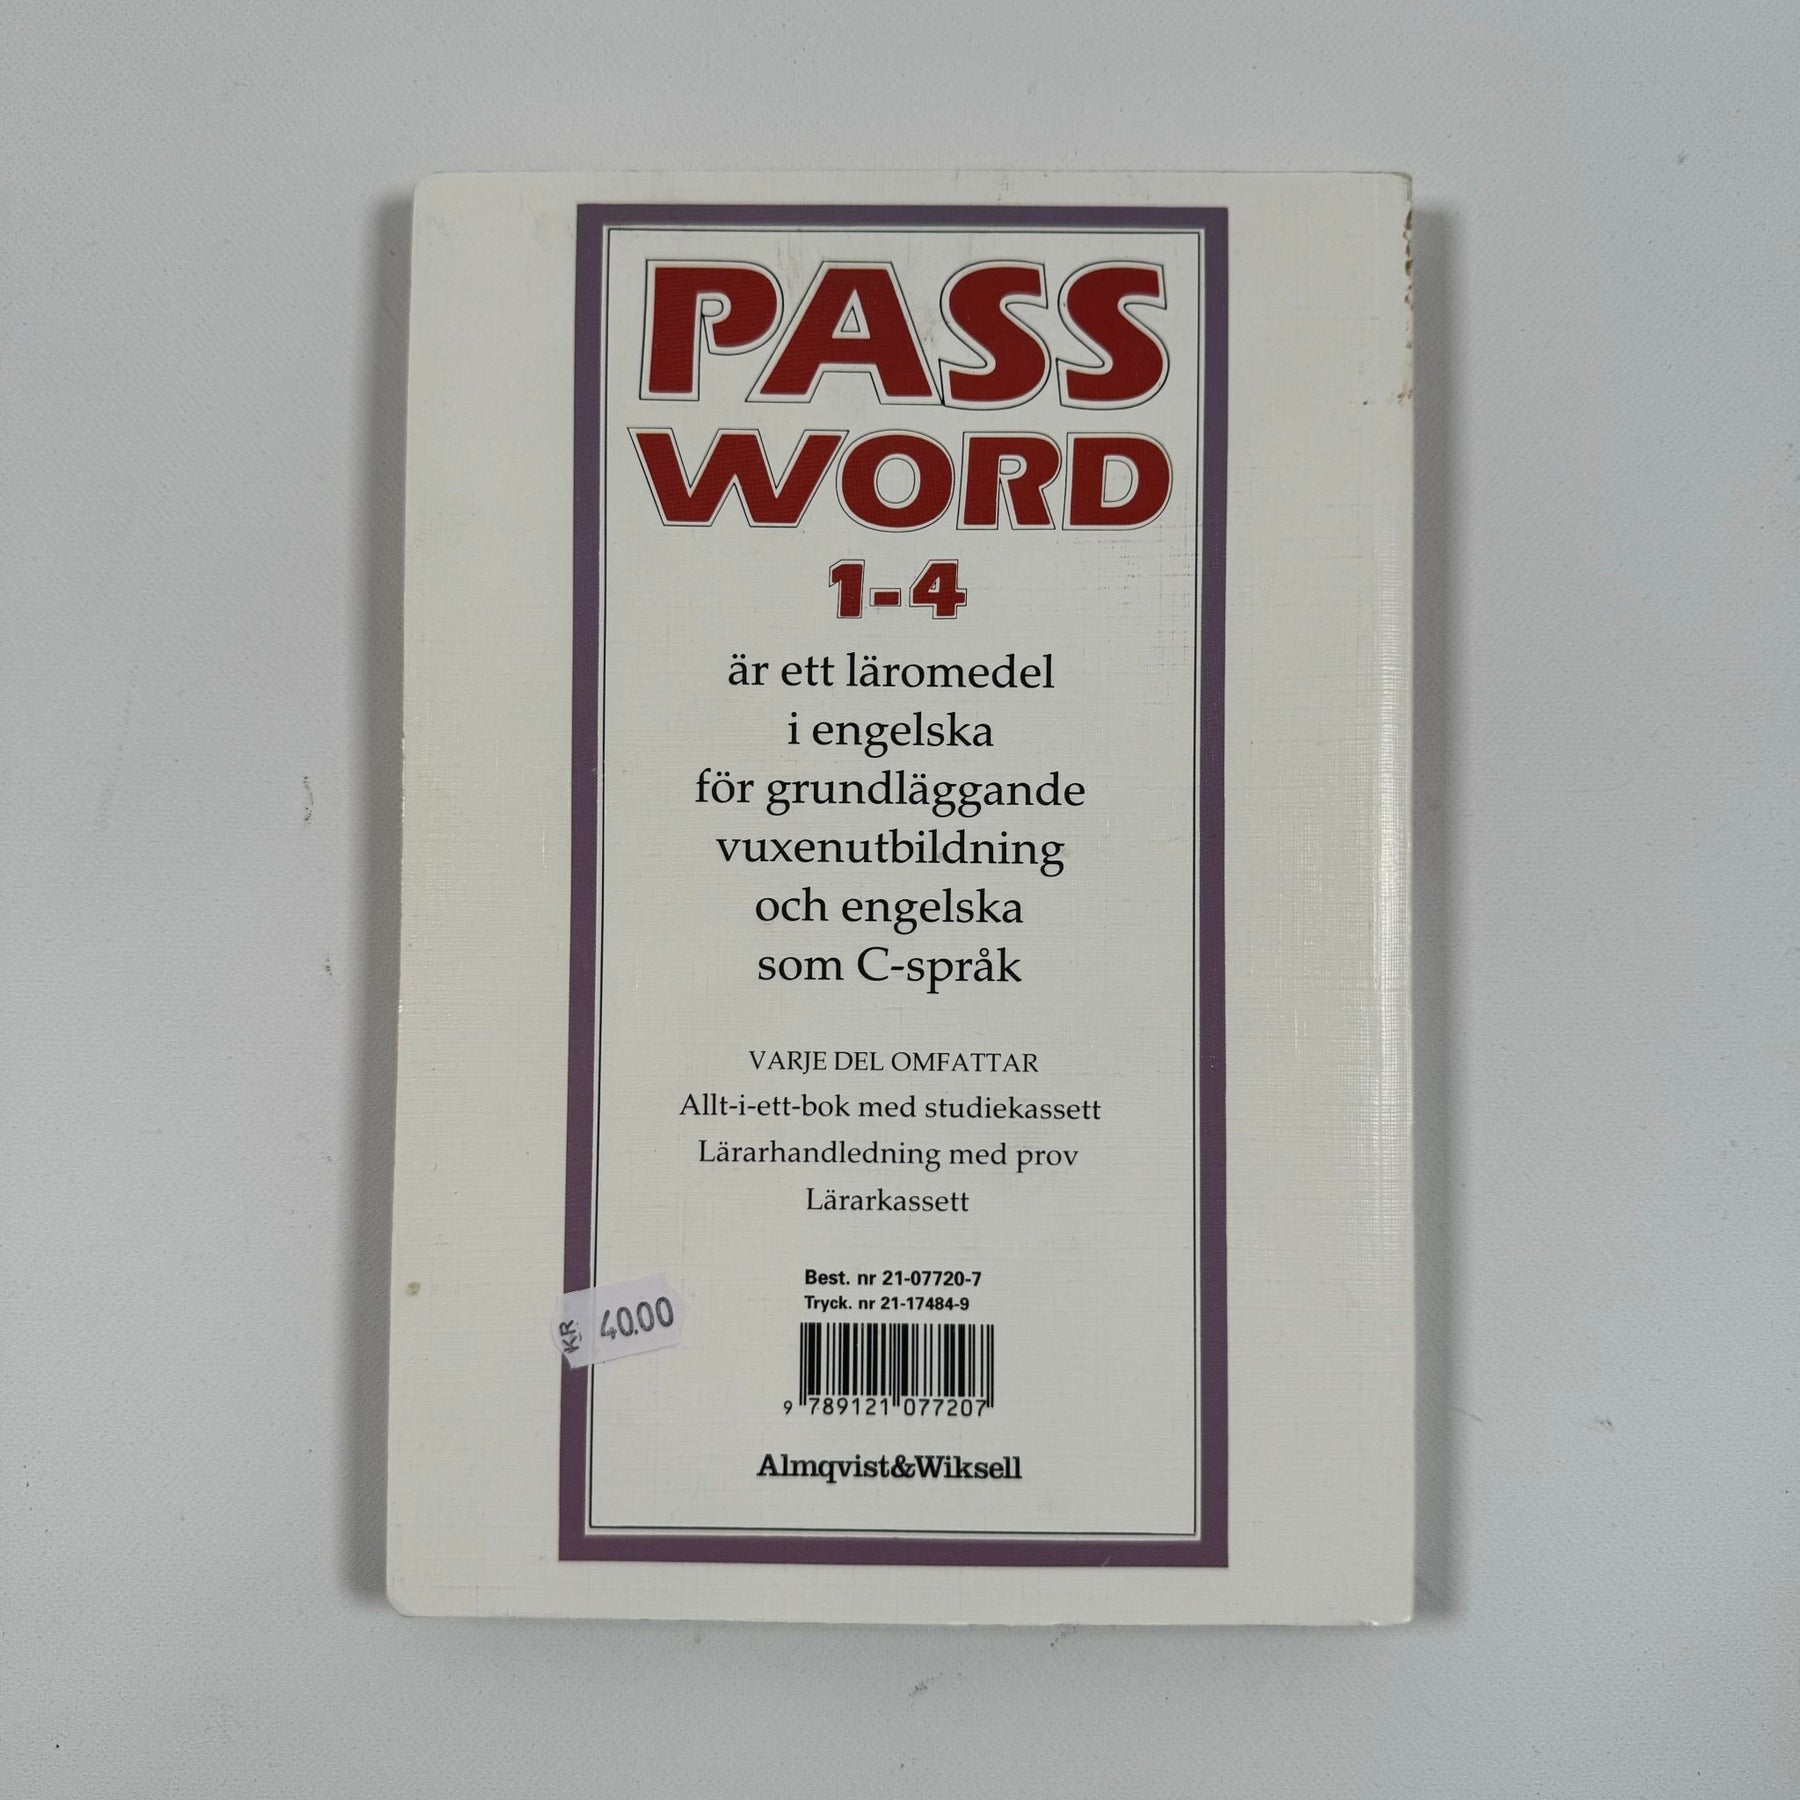 PASS
WORD
1-4
är ett läromedel
i engelska
för grundläggande
vuxenutbildning
och engelska
som C-språk
VARJE DEL OMFATTAR
Allt-i-ett-bok med studiekassett
Lärarhandledning med prov
Lärarkassett
Best. nr 21-07720-7
Tryck. nr 21-17484-9
KR 40.00
9 789121 077207
Almqvist&Wiksell